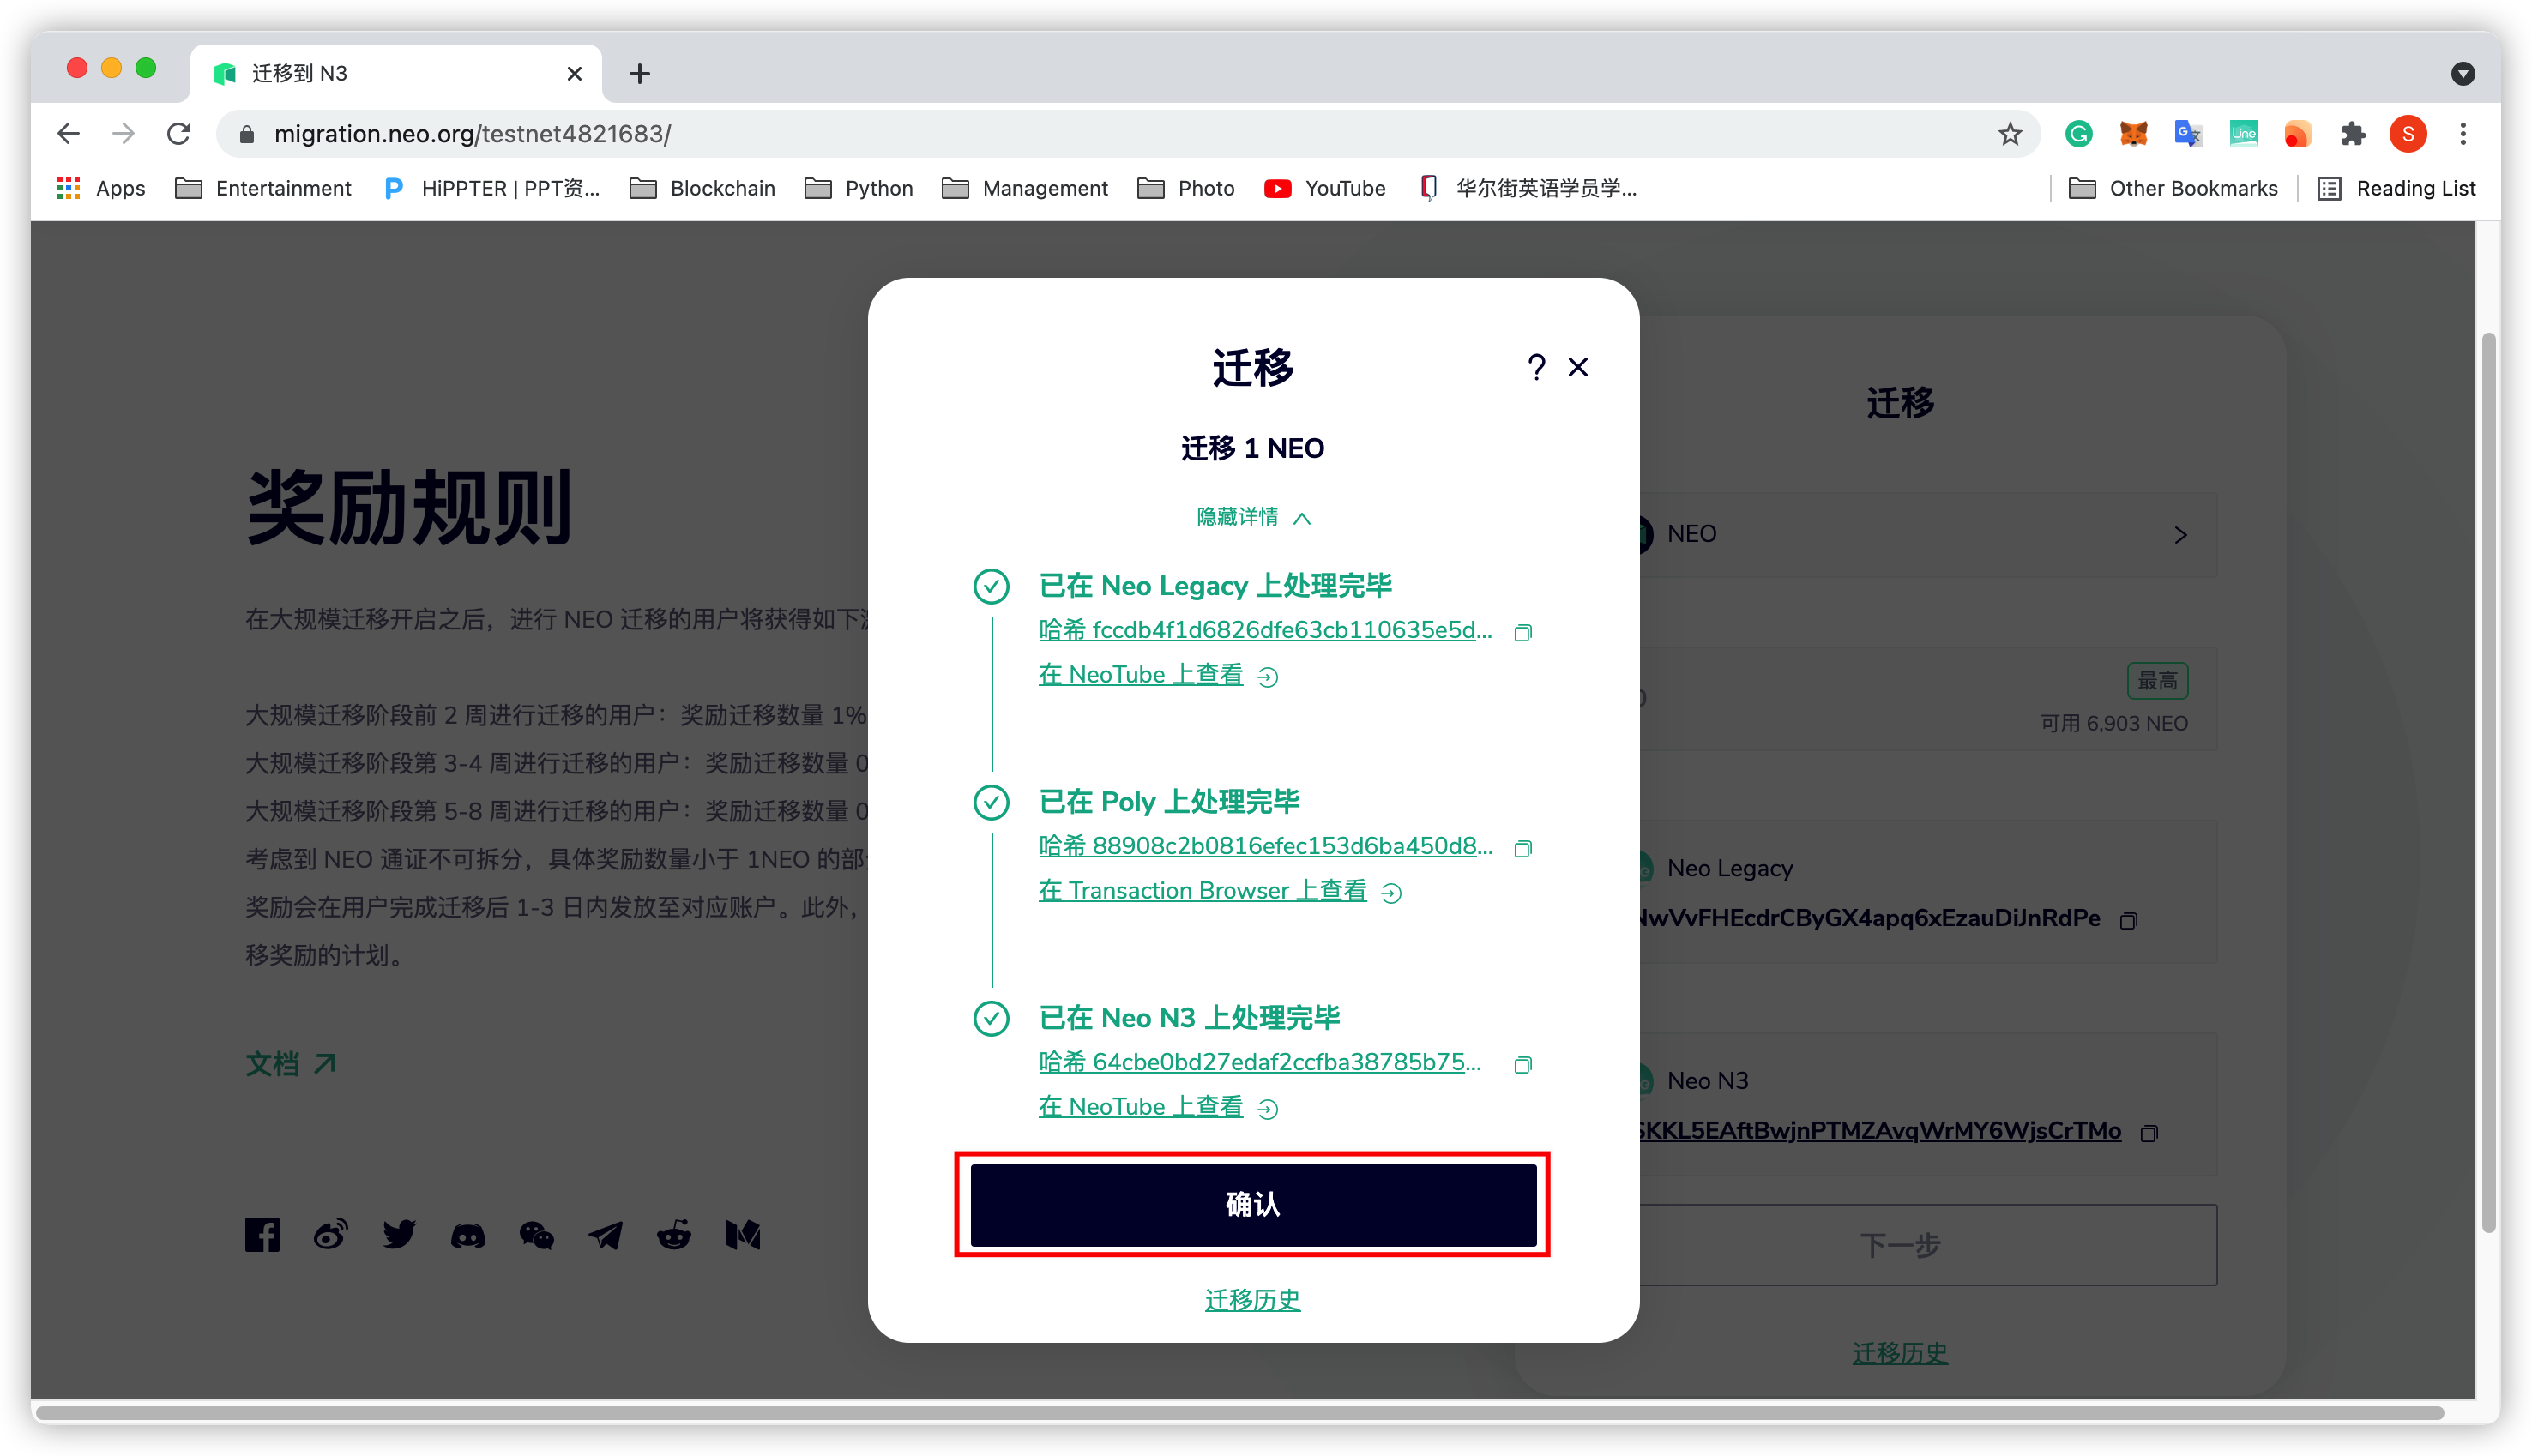 迁移到 N3
migration.neo.org/testnet4821683/
S
Apps
Entertainment
HiPPTER | PPT资...
Blockchain
Python
Management
Photo
YouTube
华尔街英语学员学...
Other Bookmarks
Reading List
奖励规则
在大规模迁移开启之后，进行 NEO 迁移的用户将获得如下
大规模迁移阶段前 2 周进行迁移的用户：奖励迁移数量 1%
大规模迁移阶段第 3-4 周进行迁移的用户：奖励迁移数量 0
大规模迁移阶段第 5-8 周进行迁移的用户：奖励迁移数量 0
考虑到 NEO 通证不可拆分，具体奖励数量小于 1NEO 的部
奖励会在用户完成迁移后 1-3 日内发放至对应账户。此外，
移奖励的计划。
文档
迁移
迁移 1 NEO
隐藏详情
已在 Neo Legacy 上处理完毕
哈希 fccdb4f1d6826dfe63cb110635e5d...
在 NeoTube 上查看
已在 Poly 上处理完毕
哈希 88908c2b0816efec153d6ba450d8...
在 Transaction Browser 上查看
已在 Neo N3 上处理完毕
哈希 64cbe0bd27edaf2ccfba38785b75...
在 NeoTube 上查看
确认
迁移历史
迁移
NEO
最高
可用 6,903 NEO
Neo Legacy
NwVvFHEcdrCByGX4apq6xEzauDiJnRdPe
Neo N3
SKKL5EAftBwjnPTMZAvqWrMY6WjsCrTMo
下一步
迁移历史